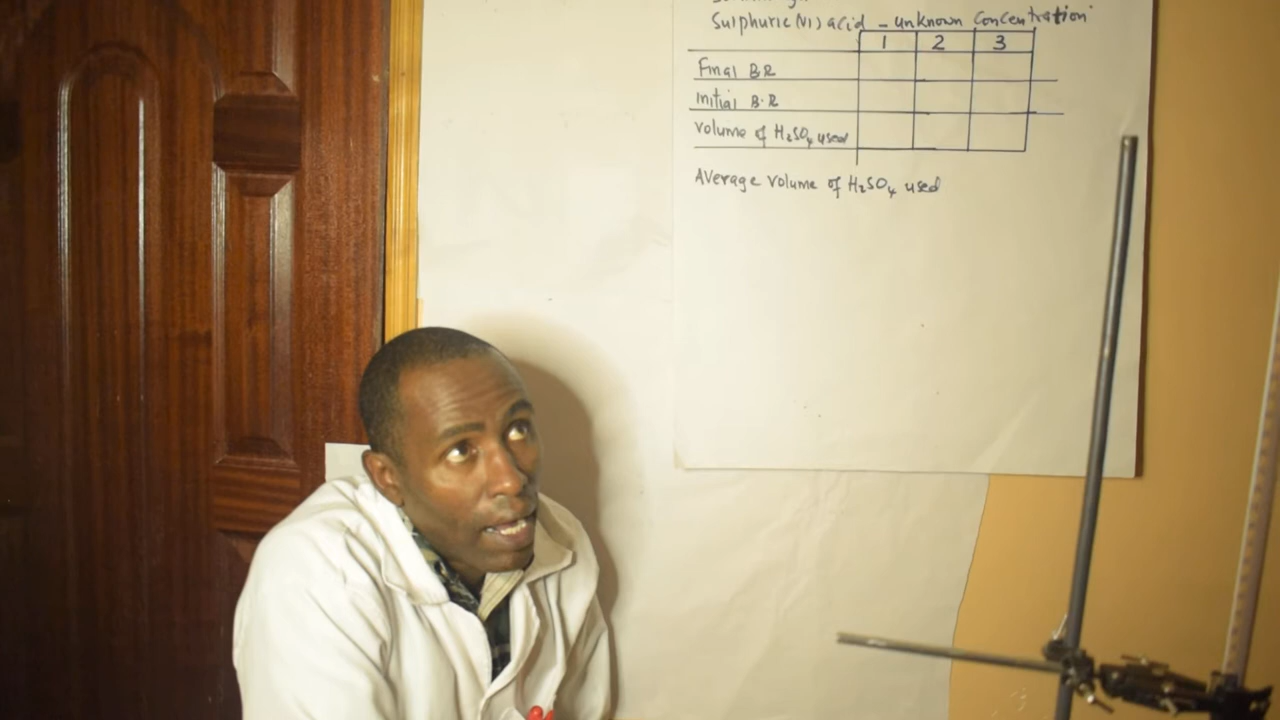 Sulphuric (VI) acid - unknown concentration
1 2 3
Final B.R
Initial B.R
Volume of H₂SO₄ used
Average volume of H₂SO₄ used